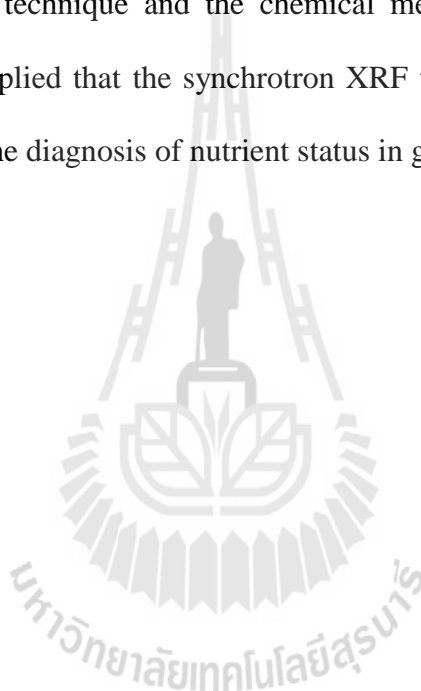 technique and the chemical me
plied that the synchrotron XRF
ne diagnosis of nutrient status in g
มหาวิทยาลัยเทคโนโลยีสุรนารี